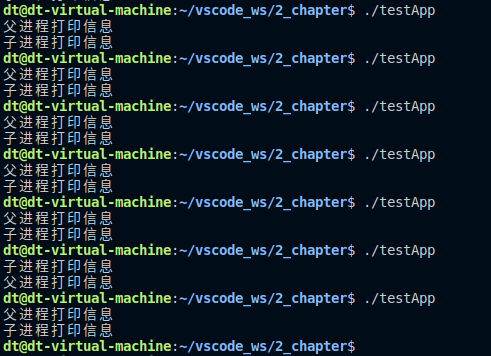 dt@dt-virtual-machine:~/vscode_ws/2_chapter$ ./testApp
父进程打印信息
子进程打印信息
dt@dt-virtual-machine:~/vscode_ws/2_chapter$ ./testApp
父进程打印信息
子进程打印信息
dt@dt-virtual-machine:~/vscode_ws/2_chapter$ ./testApp
父进程打印信息
子进程打印信息
dt@dt-virtual-machine:~/vscode_ws/2_chapter$ ./testApp
父进程打印信息
子进程打印信息
dt@dt-virtual-machine:~/vscode_ws/2_chapter$ ./testApp
父进程打印信息
子进程打印信息
dt@dt-virtual-machine:~/vscode_ws/2_chapter$ ./testApp
子进程打印信息
父进程打印信息
dt@dt-virtual-machine:~/vscode_ws/2_chapter$ ./testApp
父进程打印信息
子进程打印信息
dt@dt-virtual-machine:~/vscode_ws/2_chapter$